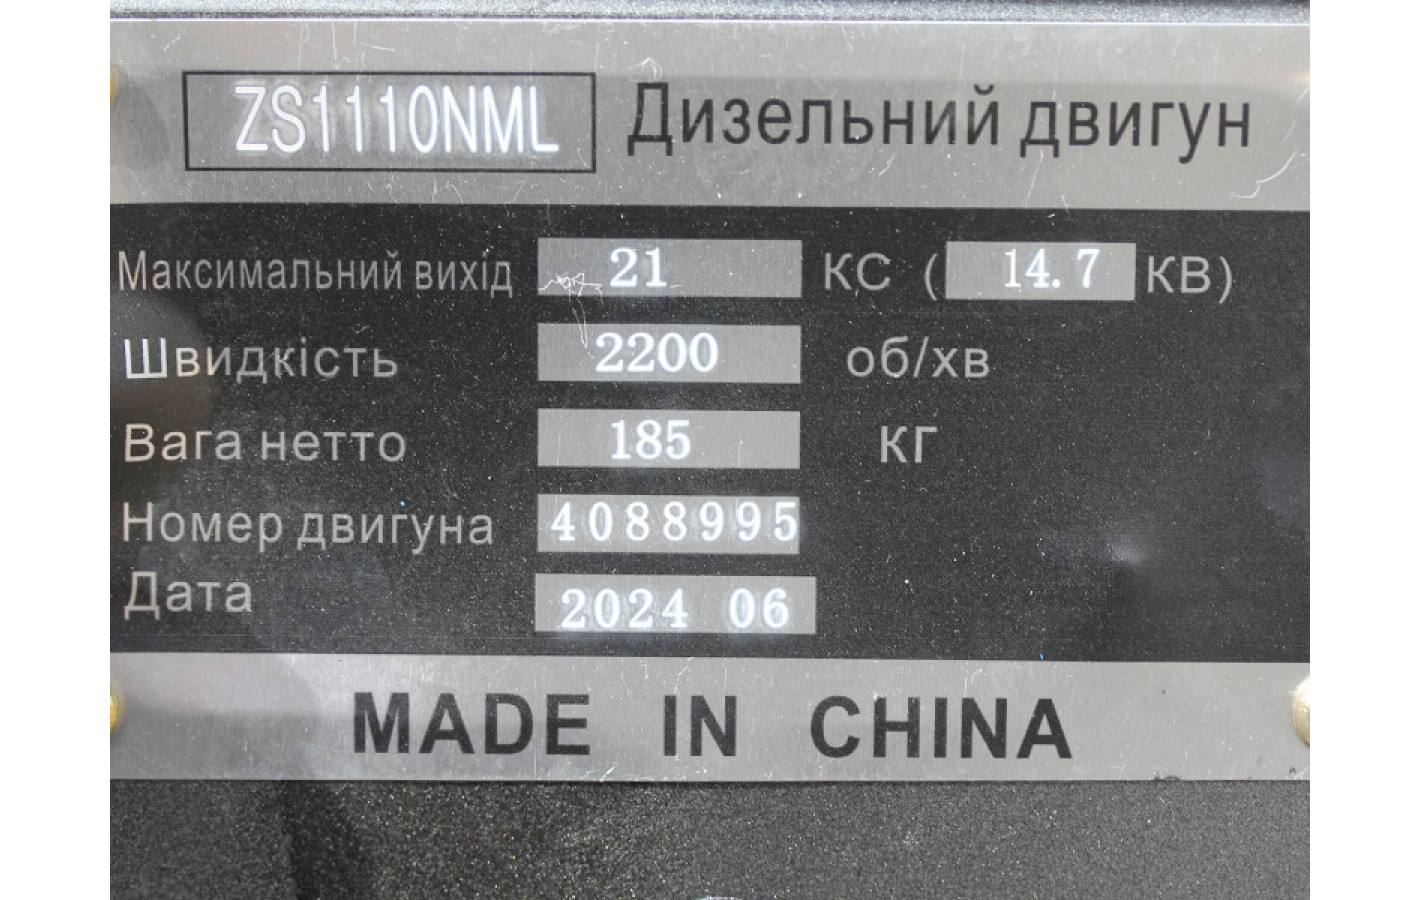 ZS1110NML Дизельний двигун
Максимальний вихід 21 КС ( 14.7 КВ)
Швидкість 2200 об/хв
Вага нетто 185 КГ
Номер двигуна 4088995
Дата 2024 06
MADE IN CHINA